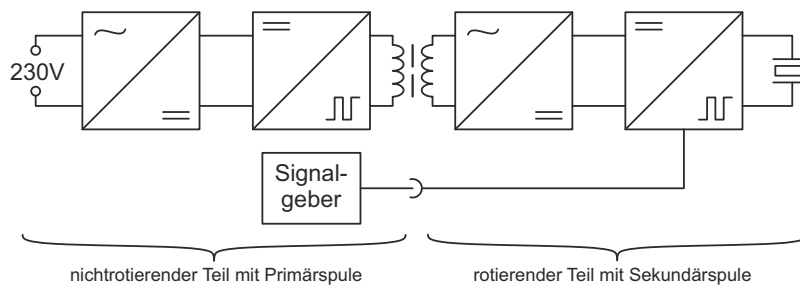 230V
Signal-
geber
nichtrotierender Teil mit Primärspule
rotierender Teil mit Sekundärspule